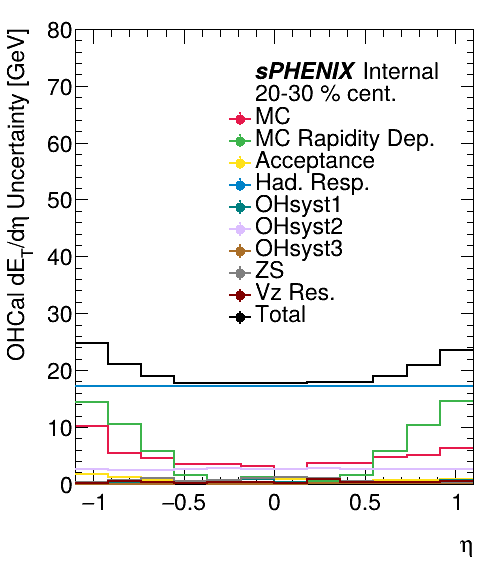 OHCal dE_T/dη Uncertainty [GeV]
80
70
60
50
40
30
20
10
0
sPHENIX Internal
20-30 % cent.
MC
MC Rapidity Dep.
Acceptance
Had. Resp.
OHsyst1
OHsyst2
OHsyst3
ZS
Vz Res.
Total
−1 −0.5 0 0.5 1
η